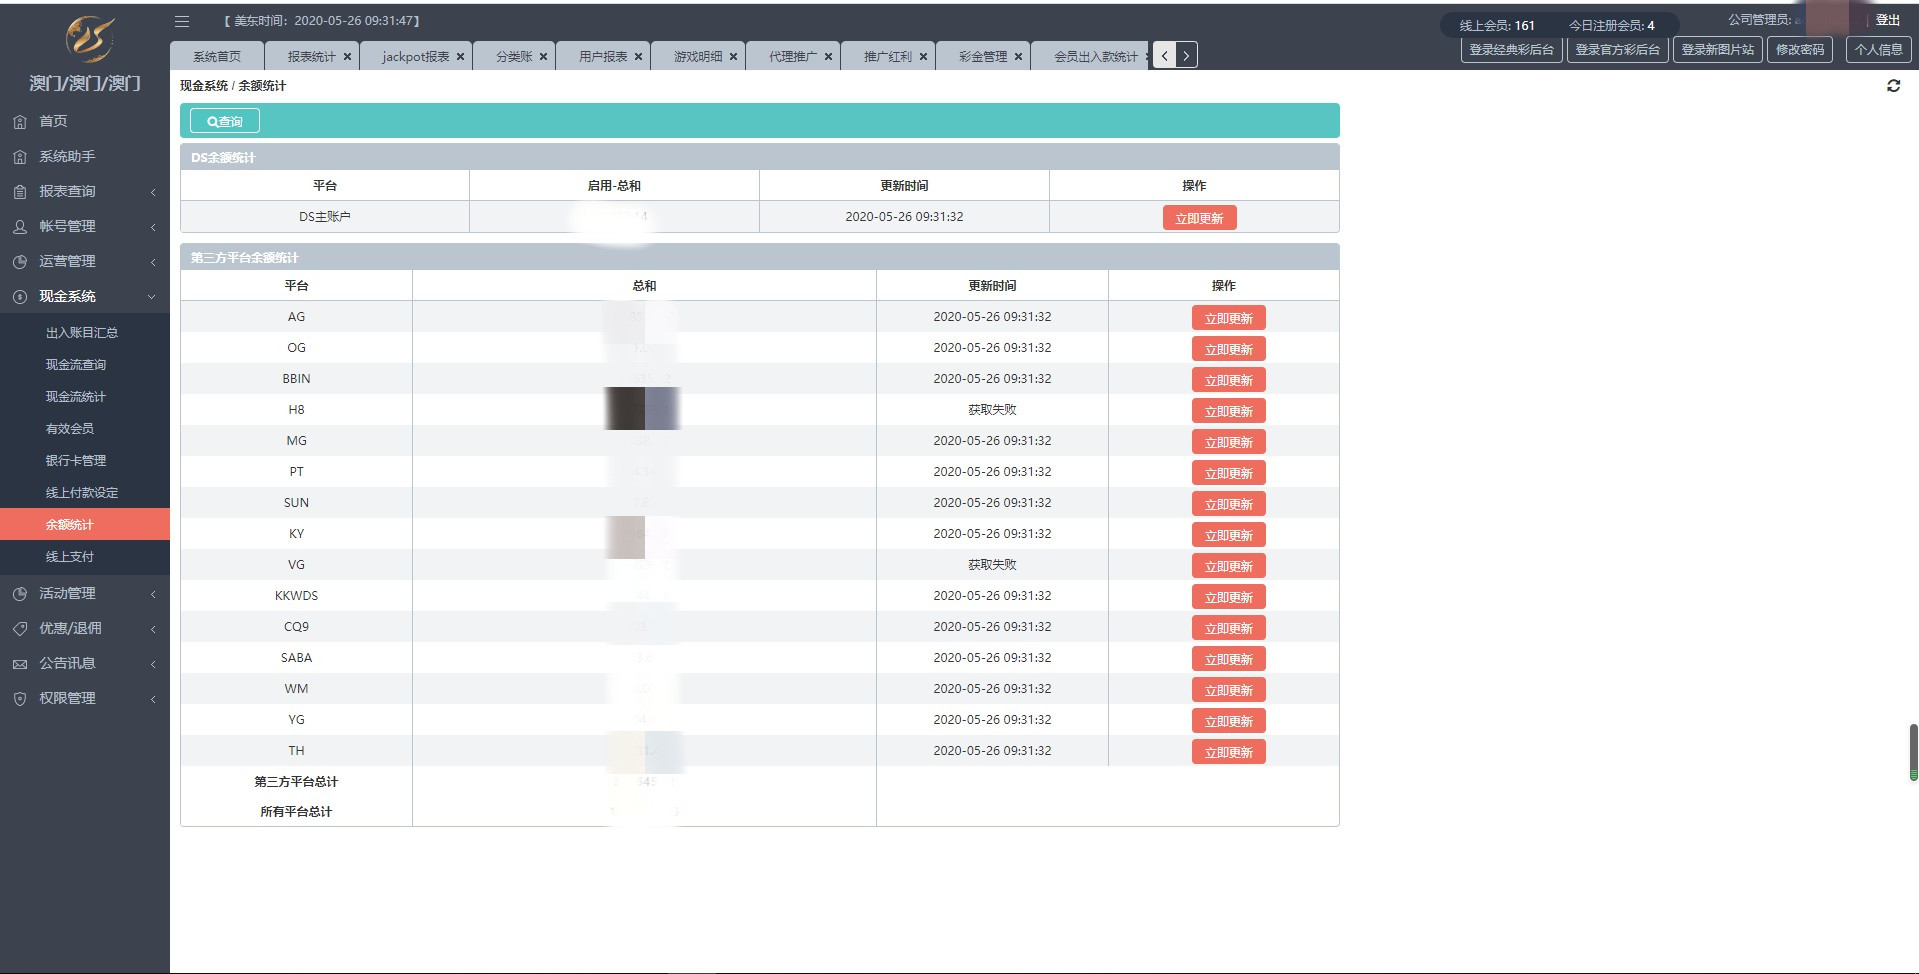 【 美东时间：2020-05-26 09:31:47】
线上会员: 161 今日注册会员: 4
公司管理员:
登出
登录经典彩后台 登录官方彩后台 登录新图片站 修改密码 个人信息
系统首页 报表统计 jackpot报表 分类账 用户报表 游戏明细 代理推广 推广红利 彩金管理 会员出入款统计
澳门/澳门/澳门
首页
系统助手
报表查询
帐号管理
运营管理
现金系统
出入账目汇总
现金流查询
现金流统计
有效会员
银行卡管理
线上付款设定
余额统计
线上支付
活动管理
优惠/退佣
公告讯息
权限管理
现金系统 / 余额统计
查询
DS余额统计
平台 启用-总和 更新时间 操作
DS主账户 2020-05-26 09:31:32 立即更新
第三方平台余额统计
平台 总和 更新时间 操作
AG 2020-05-26 09:31:32 立即更新
OG 2020-05-26 09:31:32 立即更新
BBIN 2020-05-26 09:31:32 立即更新
H8 获取失败 立即更新
MG 2020-05-26 09:31:32 立即更新
PT 2020-05-26 09:31:32 立即更新
SUN 2020-05-26 09:31:32 立即更新
KY 2020-05-26 09:31:32 立即更新
VG 获取失败 立即更新
KKWDS 2020-05-26 09:31:32 立即更新
CQ9 2020-05-26 09:31:32 立即更新
SABA 2020-05-26 09:31:32 立即更新
WM 2020-05-26 09:31:32 立即更新
YG 2020-05-26 09:31:32 立即更新
TH 2020-05-26 09:31:32 立即更新
第三方平台总计
所有平台总计